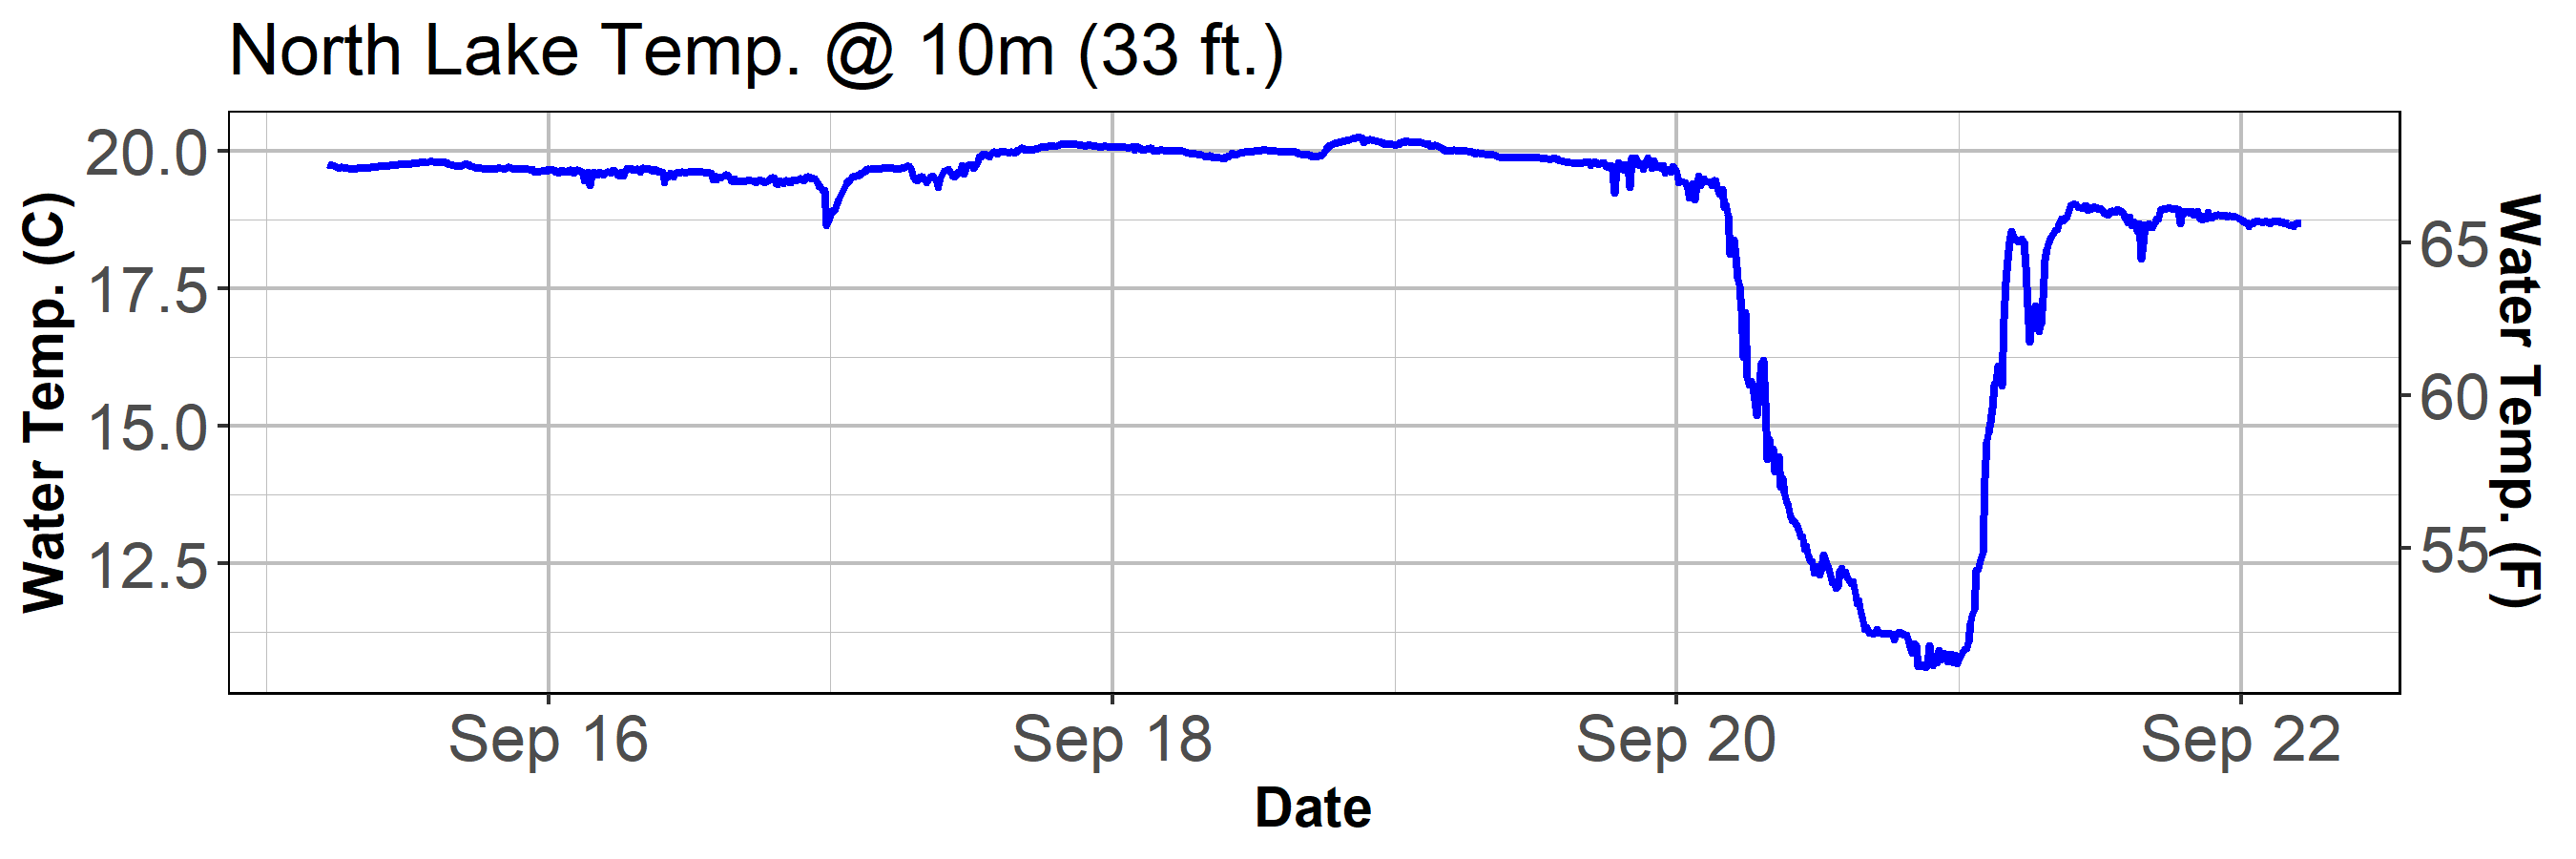 North Lake Temp. @ 10m (33 ft.)
Water Temp. (C)
20.0
17.5
15.0
12.5
65
60
55
Water Temp. (F)
Sep 16
Sep 18
Sep 20
Sep 22
Date